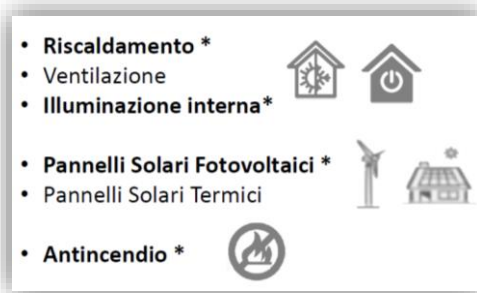 • Riscaldamento *
• Ventilazione
• Illuminazione interna*
• Pannelli Solari Fotovoltaici *
• Pannelli Solari Termici
• Antincendio *